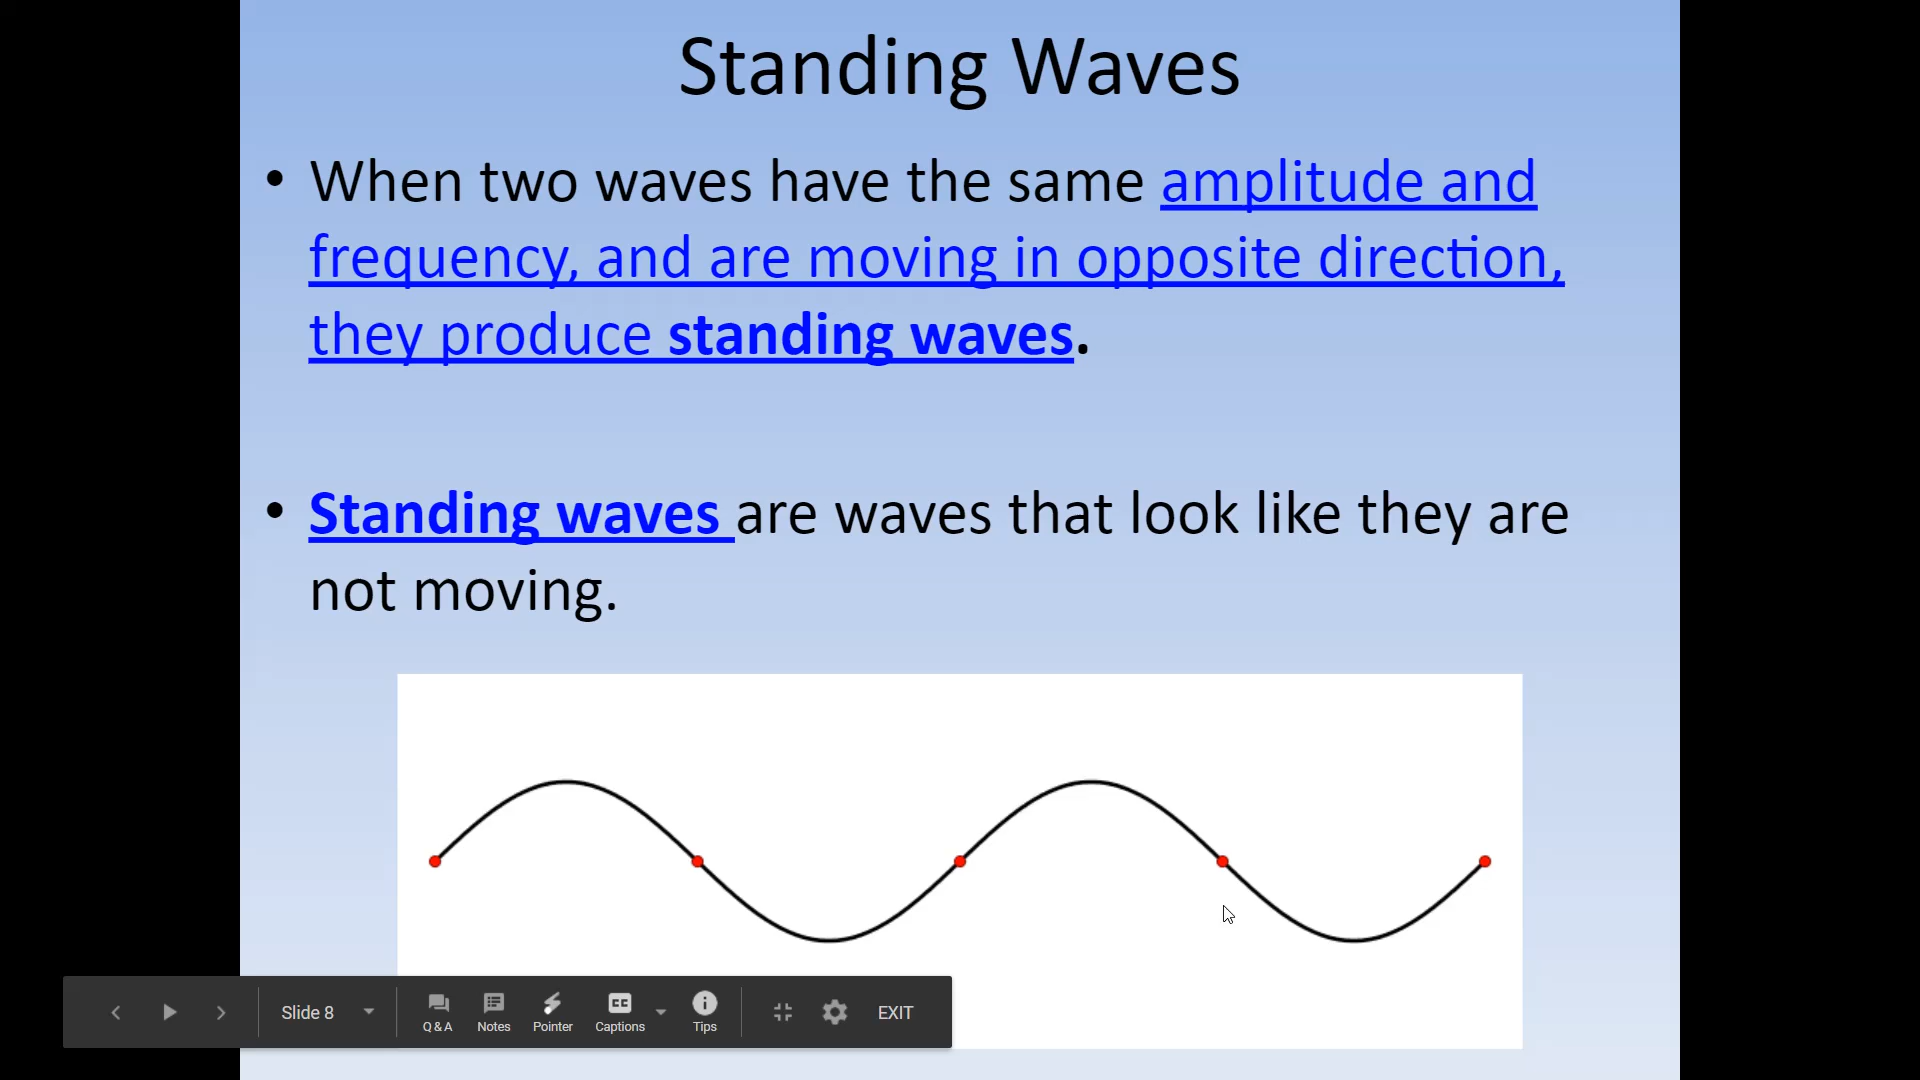 Standing Waves
• When two waves have the same amplitude and
frequency, and are moving in opposite direction,
they produce standing waves.
• Standing waves are waves that look like they are
not moving.
Slide 8
Q & A
Notes
Pointer
CC
Captions
Tips
EXIT